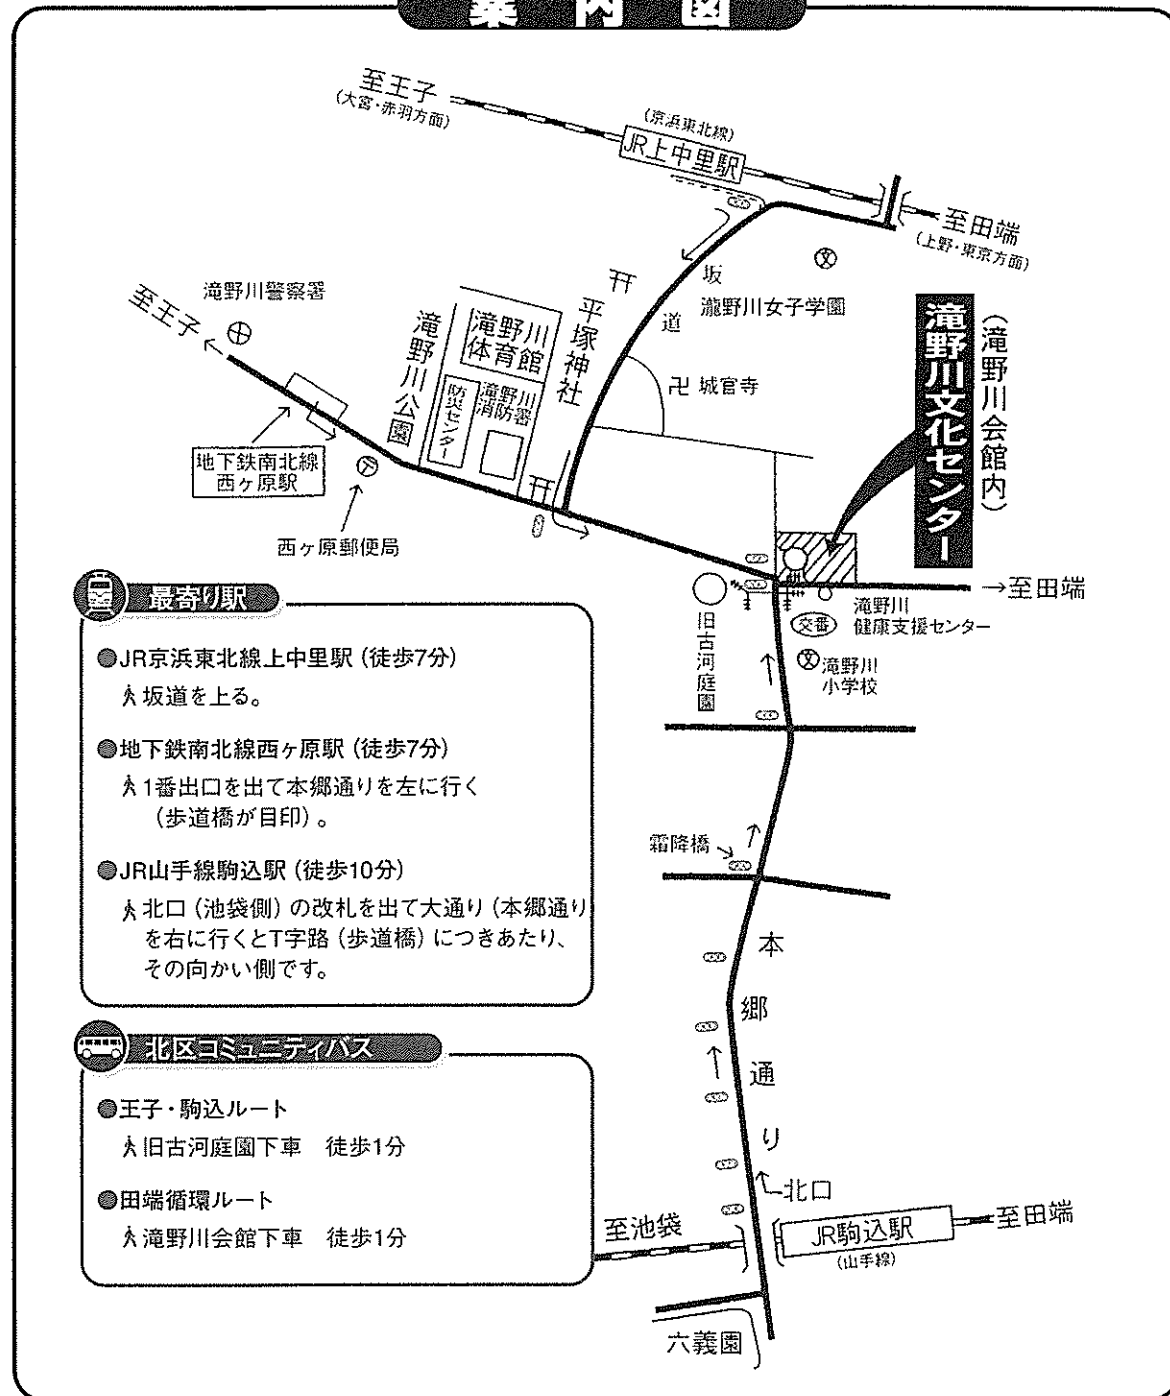 案内図
至王子
(大宮・赤羽方面)
(京浜東北線)
JR上中里駅
至田端
(上野・東京方面)
坂道
瀧野川女子学園
平塚神社
卍 城官寺
滝野川警察署
至王子
滝野川公園
滝野川
体育館
防災センター
滝野川
消防署
地下鉄南北線
西ヶ原駅
西ヶ原郵便局
滝野川文化センター
(滝野川会館内)
→至田端
滝野川
健康支援センター
交番
旧古河庭園
滝野川
小学校
霜降橋
本郷通り
北口
至池袋
JR駒込駅
(山手線)
至田端
六義園
最寄り駅
●JR京浜東北線上中里駅(徒歩7分)
坂道を上る。
●地下鉄南北線西ヶ原駅(徒歩7分)
1番出口を出て本郷通りを左に行く
(歩道橋が目印)。
●JR山手線駒込駅(徒歩10分)
北口(池袋側)の改札を出て大通り(本郷通り
を右に行くとT字路(歩道橋)につきあたり、
その向かい側です。
北区コミュニティバス
●王子・駒込ルート
旧古河庭園下車 徒歩1分
●田端循環ルート
滝野川会館下車 徒歩1分